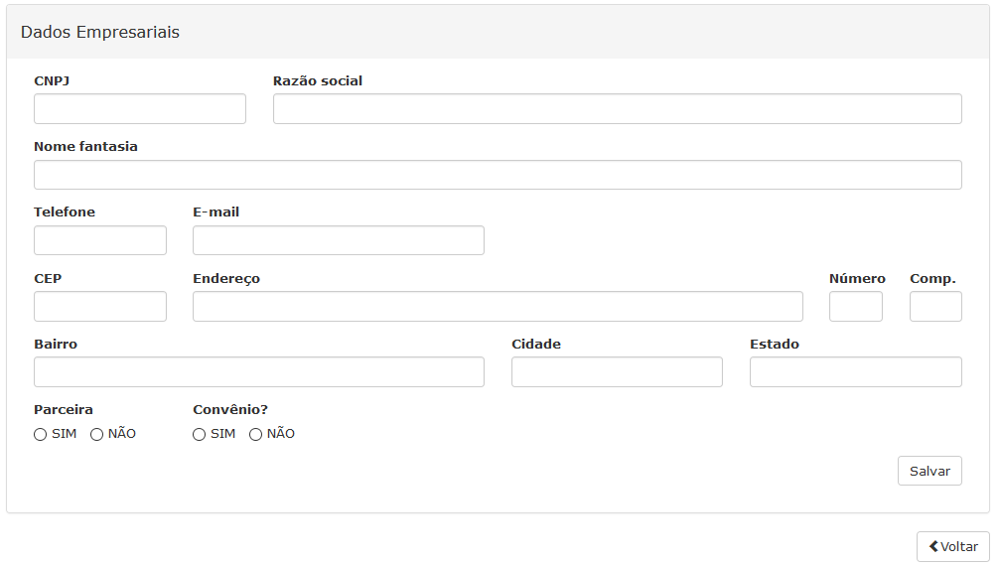 Dados Empresariais
CNPJ Razão social
Nome fantasia
Telefone E-mail
CEP Endereço Número Comp.
Bairro Cidade Estado
Parceira Convênio?
SIM NÃO SIM NÃO
Salvar
Voltar